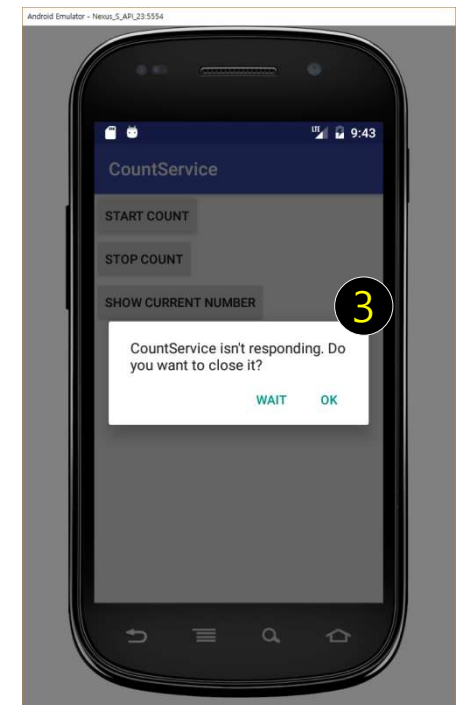 Android Emulator - Nexus_S_API_23:5554
LTE 9:43
CountService
START COUNT
STOP COUNT
SHOW CURRENT NUMBER
3
CountService isn't responding. Do
you want to close it?
WAIT OK